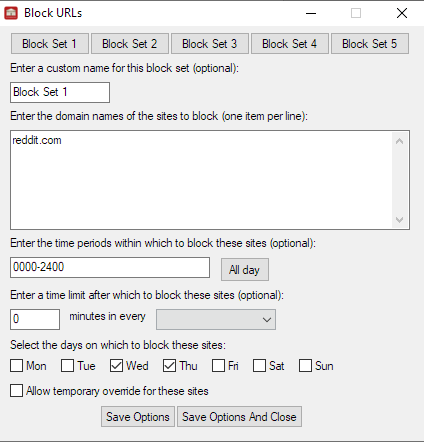 Block URLs
Block Set 1 Block Set 2 Block Set 3 Block Set 4 Block Set 5
Enter a custom name for this block set (optional):
Block Set 1
Enter the domain names of the sites to block (one item per line):
reddit.com
Enter the time periods within which to block these sites (optional):
0000-2400 All day
Enter a time limit after which to block these sites (optional):
0 minutes in every
Select the days on which to block these sites:
Mon Tue Wed Thu Fri Sat Sun
Allow temporary override for these sites
Save Options Save Options And Close